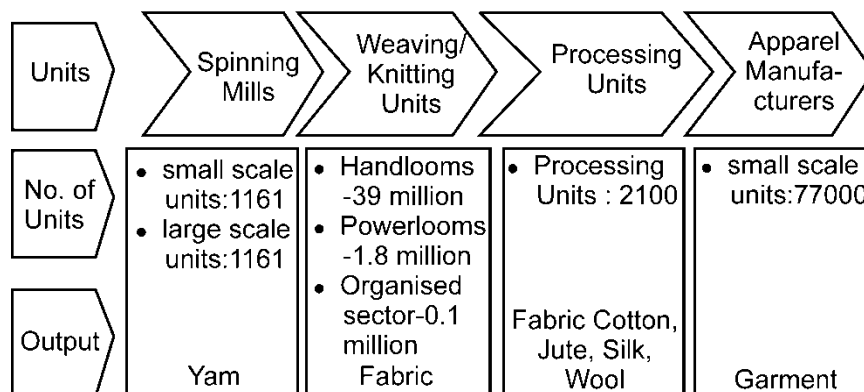 Units
Spinning
Mills
Weaving/
Knitting
Units
Processing
Units
Apparel
Manufa-
cturers
No. of
Units
• small scale
units:1161
• large scale
units:1161
• Handlooms
-39 million
• Powerlooms
-1.8 million
• Organised
sector-0.1
million
• Processing
Units : 2100
• small scale
units:77000
Output
Yam
Fabric
Fabric Cotton,
Jute, Silk,
Wool
Garment